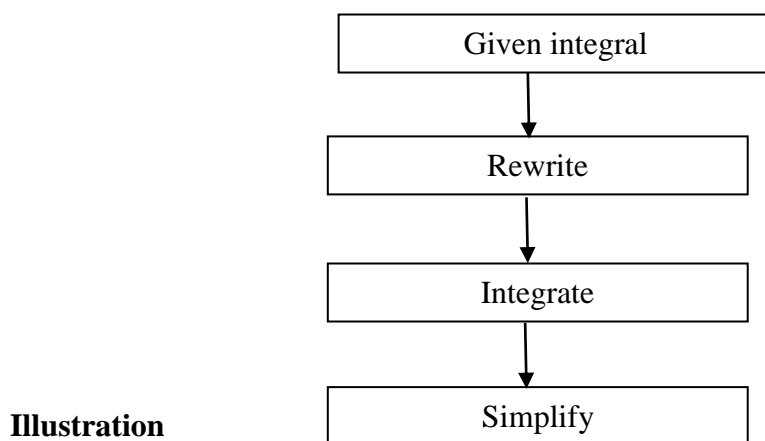 Given integral
Rewrite
Integrate
Simplify
Illustration